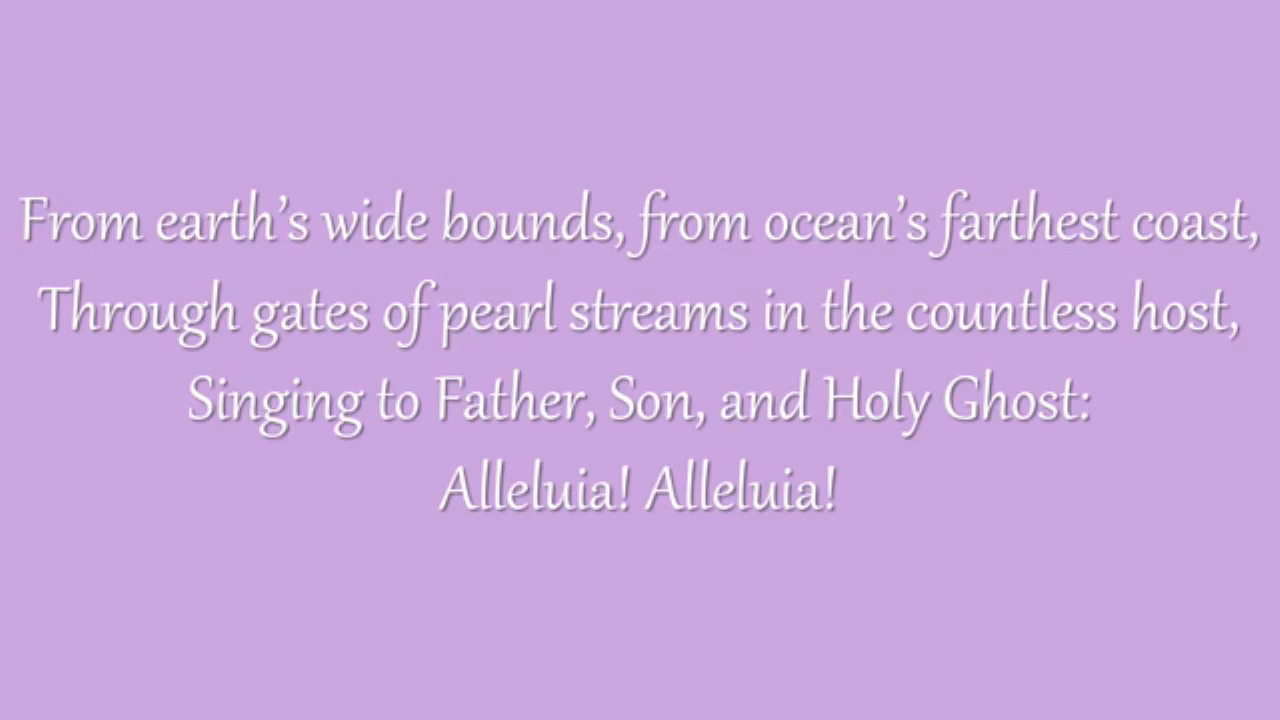 From earth’s wide bounds, from ocean’s farthest coast,
Through gates of pearl streams in the countless host,
Singing to Father, Son, and Holy Ghost:
Alleluia! Alleluia!